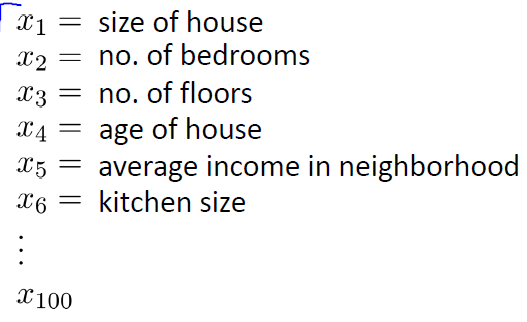 x₁ = size of house
x₂ = no. of bedrooms
x₃ = no. of floors
x₄ = age of house
x₅ = average income in neighborhood
x₆ = kitchen size
⋮
x₁₀₀